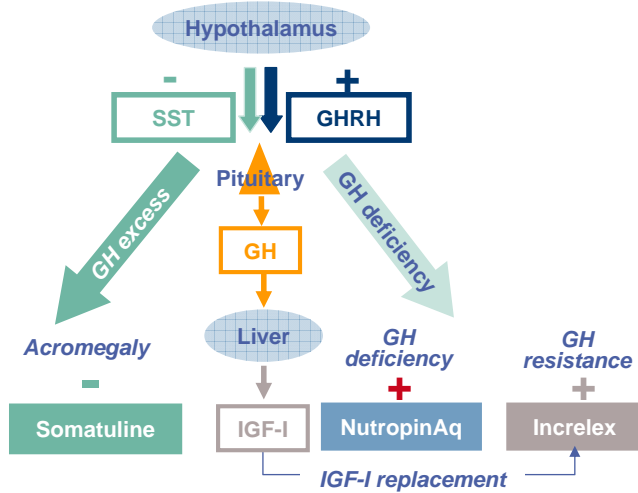 Hypothalamus
- +
SST
GHRH
Pituitary
GH excess
GH deficiency
GH
Liver
Acromegaly
GH
deficiency
GH
resistance
- + +
Somatuline
IGF-I
NutropinAq
Increlex
IGF-I replacement